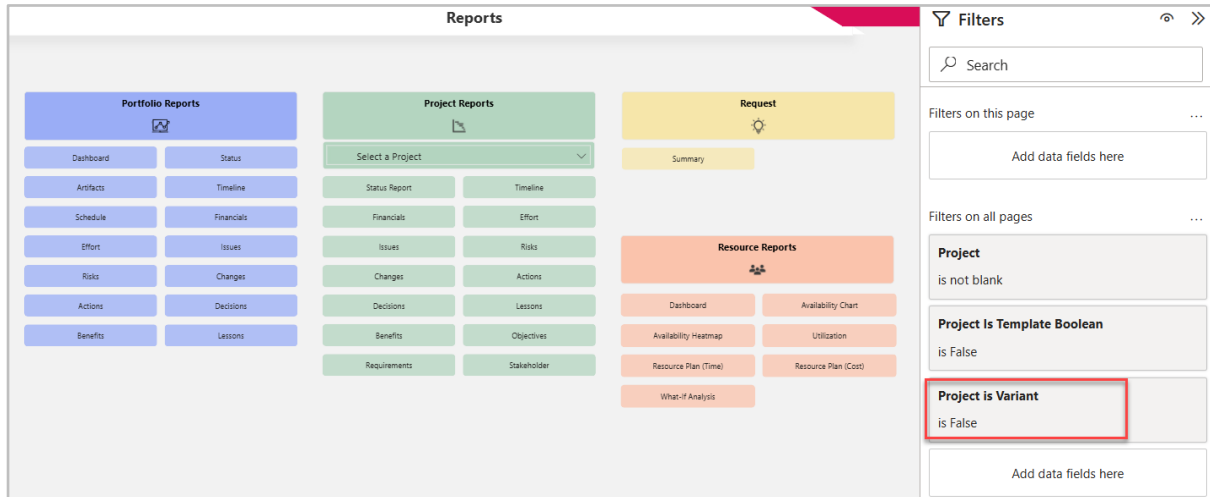 Reports
Portfolio Reports
Dashboard
Status
Artifacts
Timeline
Schedule
Financials
Effort
Issues
Risks
Changes
Actions
Decisions
Benefits
Lessons
Project Reports
Select a Project
Status Report
Timeline
Financials
Effort
Issues
Risks
Changes
Actions
Decisions
Lessons
Benefits
Objectives
Requirements
Stakeholder
Request
Summary
Resource Reports
Dashboard
Availability Chart
Availability Heatmap
Utilization
Resource Plan (Time)
Resource Plan (Cost)
What-If Analysis
Filters
Search
Filters on this page
...
Add data fields here
Filters on all pages
...
Project
is not blank
Project Is Template Boolean
is False
Project is Variant
is False
Add data fields here